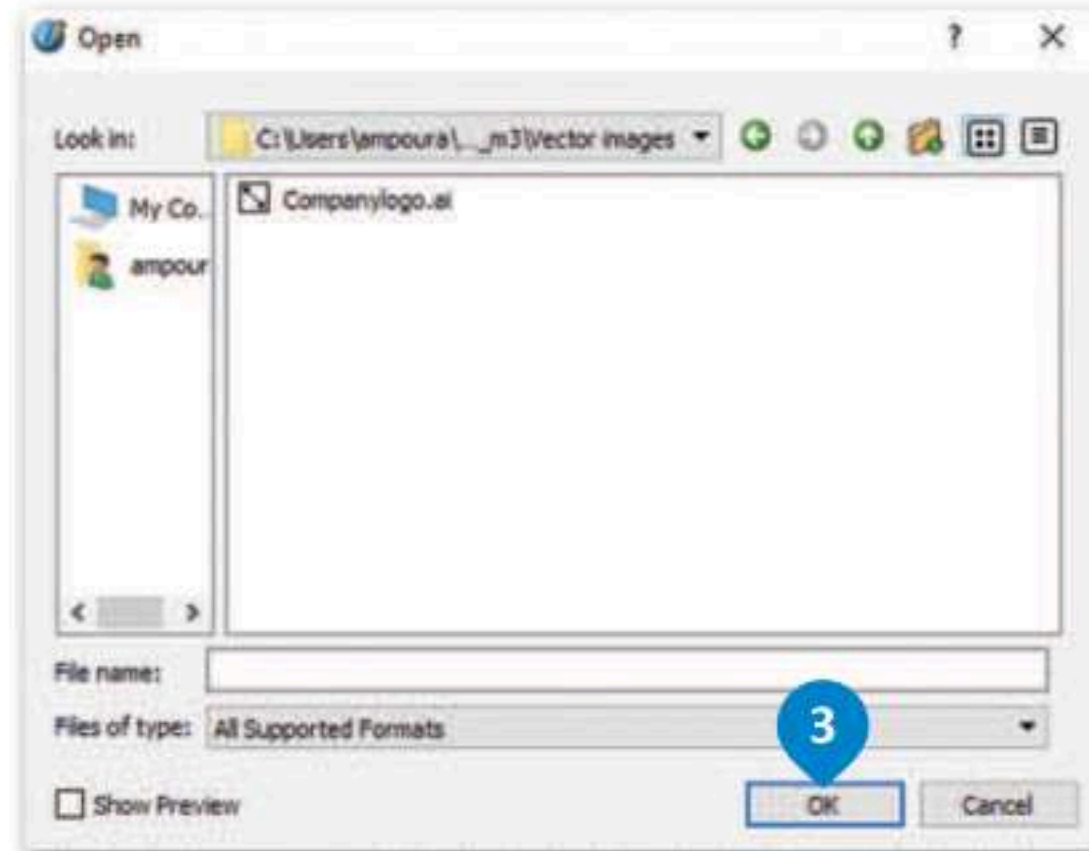 Open ? ×
Look in: C:\Users\ampoura\..._m3\Vector images
My Co.. Companylogo.ai
ampour
File name:
Files of type: All Supported Formats
3
Show Preview OK Cancel